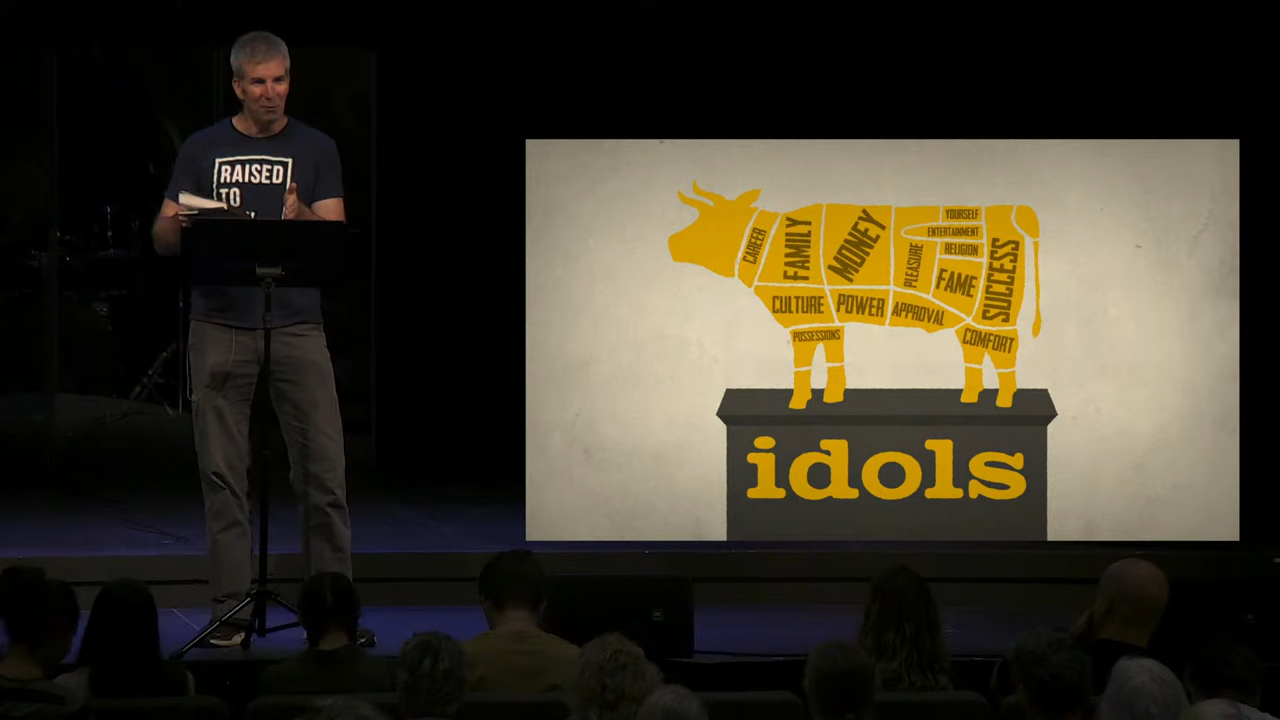 RAISED
TO
YOURSELF
ENTERTAINMENT
RELIGION
CAREER
FAMILY
MONEY
PLEASURE
FAME
SUCCESS
CULTURE
POWER
APPROVAL
POSSESSIONS
COMFORT
idols